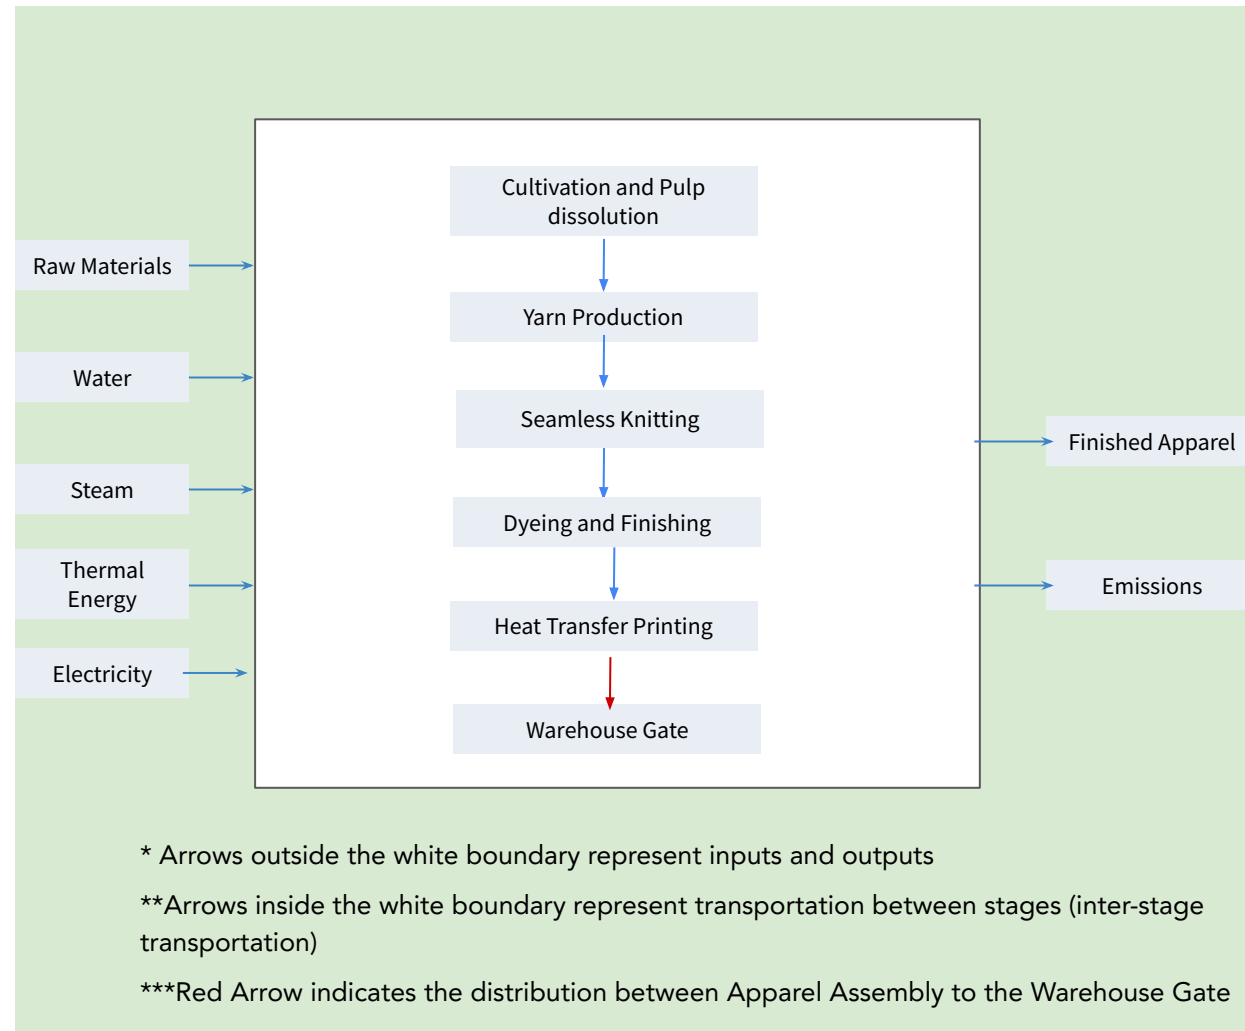 Cultivation and Pulp
dissolution
Raw Materials
Yarn Production
Water
Seamless Knitting
Finished Apparel
Steam
Dyeing and Finishing
Thermal
Energy
Emissions
Heat Transfer Printing
Electricity
Warehouse Gate
* Arrows outside the white boundary represent inputs and outputs
**Arrows inside the white boundary represent transportation between stages (inter-stage
transportation)
***Red Arrow indicates the distribution between Apparel Assembly to the Warehouse Gate